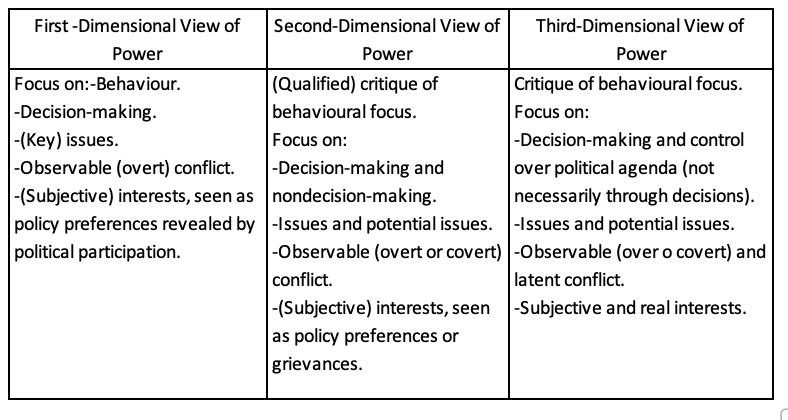 First -Dimensional View of
Power
Second-Dimensional View of
Power
Third-Dimensional View of
Power
Focus on:-Behaviour.
-Decision-making.
-(Key) issues.
-Observable (overt) conflict.
-(Subjective) interests, seen as
policy preferences revealed by
political participation.
(Qualified) critique of
behavioural focus.
Focus on:
-Decision-making and
nondecision-making.
-Issues and potential issues.
-Observable (overt or covert)
conflict.
-(Subjective) interests, seen
as policy preferences or
grievances.
Critique of behavioural focus.
Focus on:
-Decision-making and control
over political agenda (not
necessarily through decisions).
-Issues and potential issues.
-Observable (over o covert) and
latent conflict.
-Subjective and real interests.